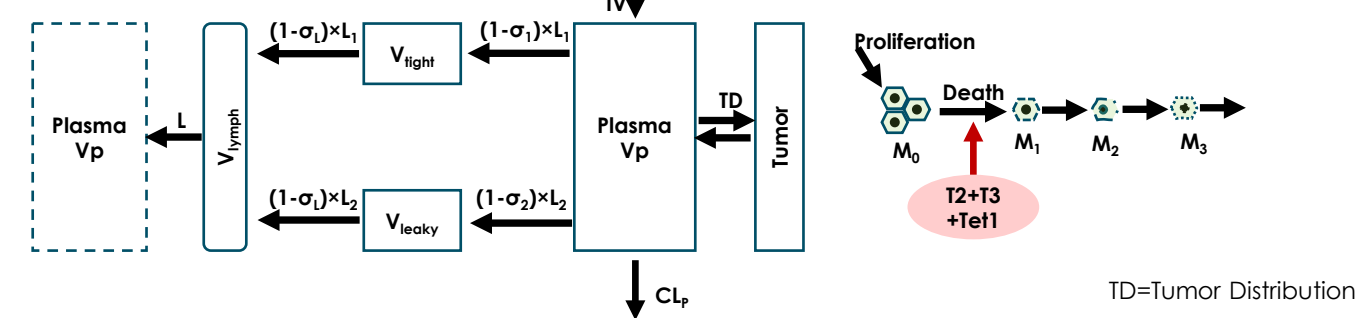 IV
(1-σL)×L1
(1-σ1)×L1
Vtight
Proliferation
Death
TD
Plasma
Vp
L
Vlymph
Plasma
Vp
Tumor
M0
M1
M2
M3
(1-σL)×L2
(1-σ2)×L2
Vleaky
T2+T3
+Tet1
CLP
TD=Tumor Distribution